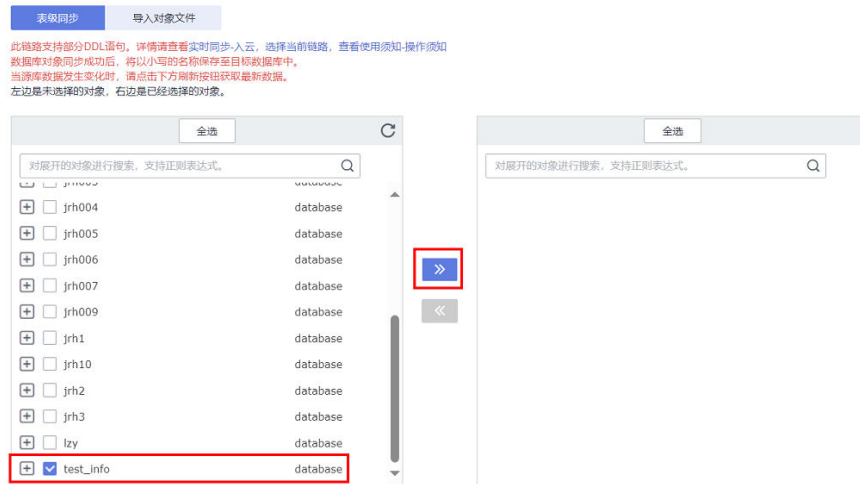 表级同步
导入对象文件
此链路支持部分DDL语句。详情请查看实时同步-入云，选择当前链路，查看使用须知-操作须知
数据库对象同步成功后，将以小写的名称保存至目标数据库中。
当源库数据发生变化时，请点击下方刷新按钮获取最新数据。
左边是未选择的对象，右边是已经选择的对象。
全选
对展开的对象进行搜索，支持正则表达式。
jrh004 database
jrh005 database
jrh006 database
jrh007 database
jrh009 database
jrh1 database
jrh10 database
jrh2 database
jrh3 database
lzy database
test_info database
全选
对展开的对象进行搜索，支持正则表达式。